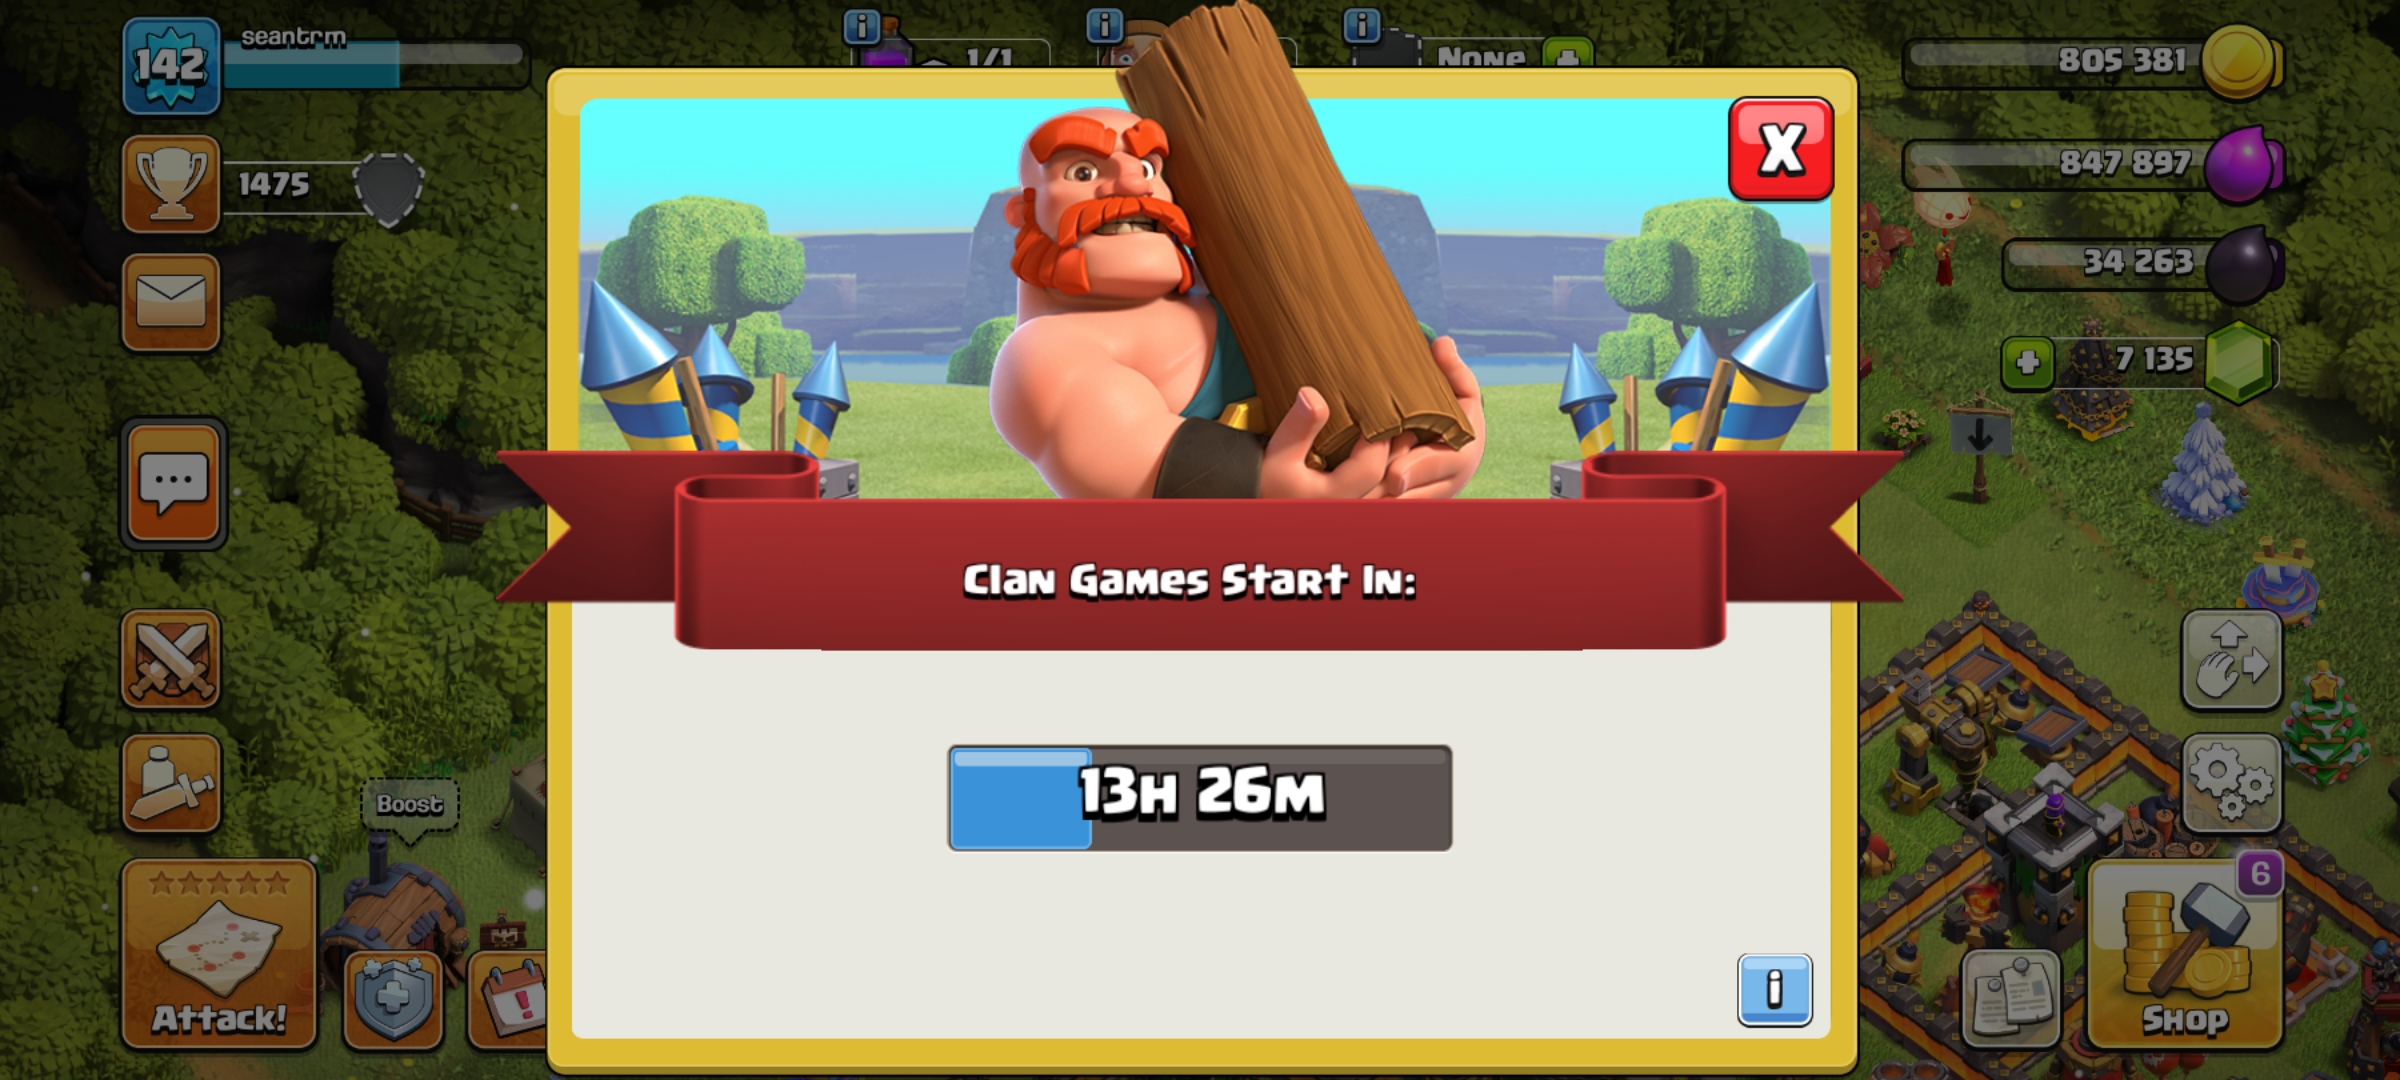 142
seantrm
1/1
None
805 381
1475
847 897
34 263
7 135
Clan Games Start In:
13H 26M
Boost
6
Attack!
Shop